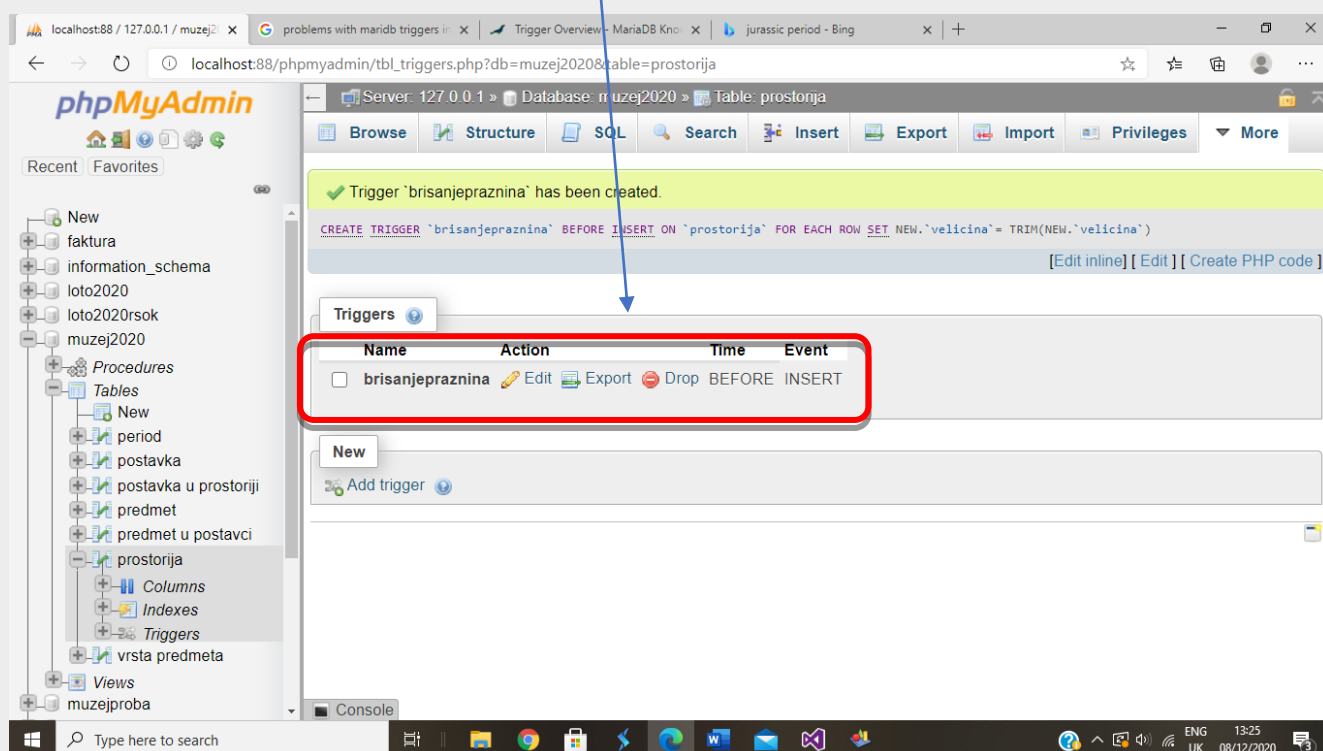 localhost:88 / 127.0.0.1 / muzej2
problems with maridb triggers in
Trigger Overview - MariaDB Kno
jurassic period - Bing
localhost:88/phpmyadmin/tbl_triggers.php?db=muzej2020&table=prostorija
phpMyAdmin
Recent Favorites
New
faktura
information_schema
loto2020
loto2020rsok
muzej2020
Procedures
Tables
New
period
postavka
postavka u prostoriji
predmet
predmet u postavci
prostorija
Columns
Indexes
Triggers
vrsta predmeta
Views
muzejproba
Server: 127.0.0.1 » Database: muzej2020 » Table: prostorija
Browse Structure SQL Search Insert Export Import Privileges More
Trigger `brisanjepraznina` has been created.
CREATE TRIGGER `brisanjepraznina` BEFORE INSERT ON `prostorija` FOR EACH ROW SET NEW.`velicina`= TRIM(NEW.`velicina`)
[Edit inline] [ Edit ] [ Create PHP code ]
Triggers
Name Action Time Event
brisanjepraznina Edit Export Drop BEFORE INSERT
New
Add trigger
Console
Type here to search
ENG 13:25
UK 08/12/2020
3